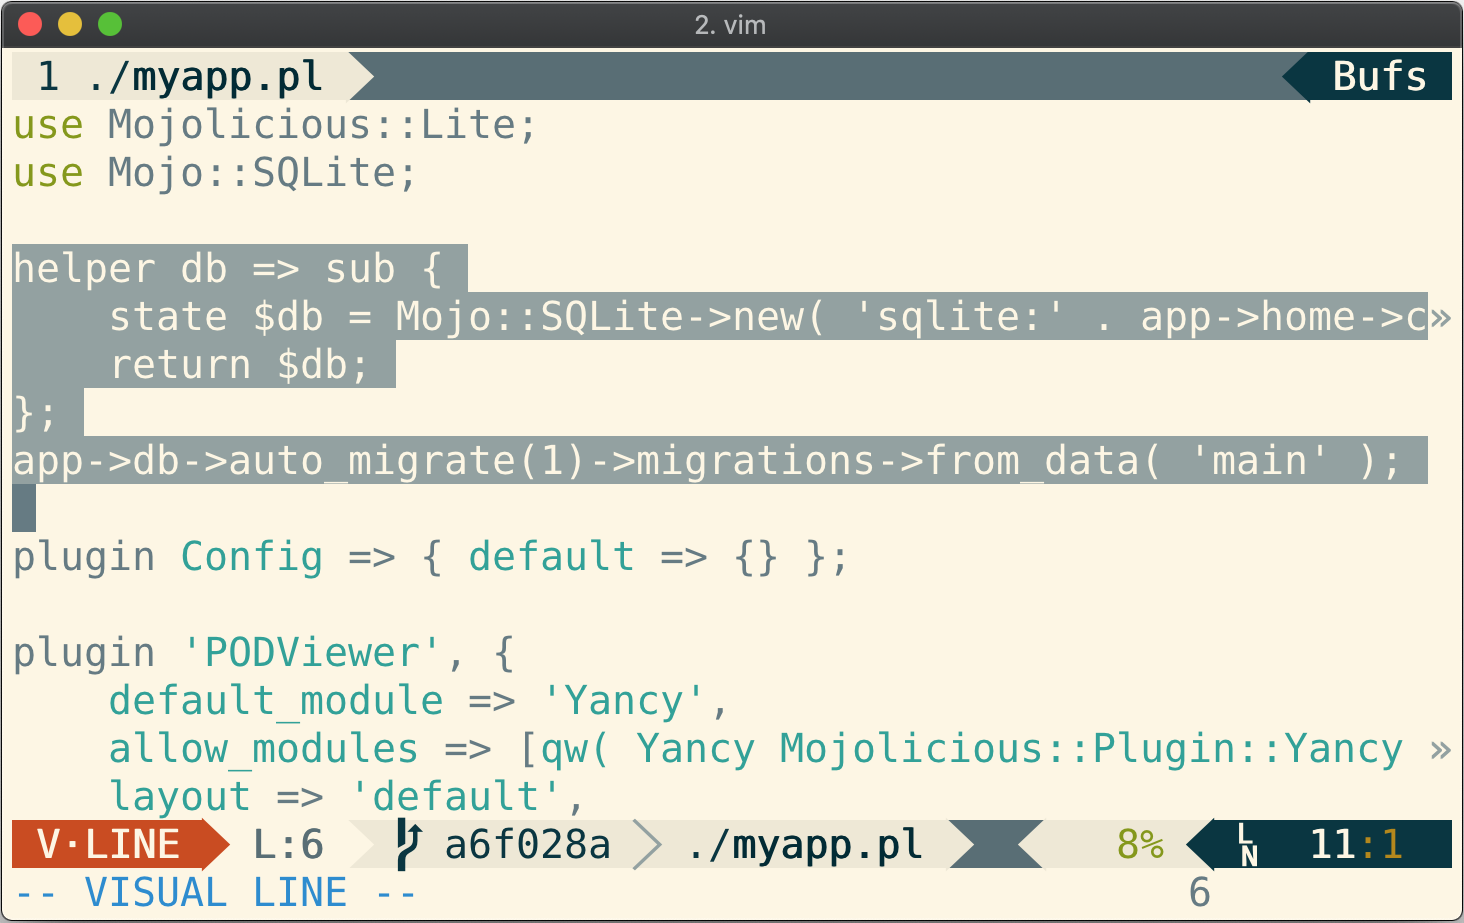 2. vim
1 ./myapp.pl Bufs
use Mojolicious::Lite;
use Mojo::SQLite;

helper db => sub {
    state $db = Mojo::SQLite->new( 'sqlite:' . app->home->c»
    return $db;
};
app->db->auto_migrate(1)->migrations->from_data( 'main' );

plugin Config => { default => {} };

plugin 'PODViewer', {
    default_module => 'Yancy',
    allow_modules => [qw( Yancy Mojolicious::Plugin::Yancy »
    layout => 'default',
V·LINE L:6 a6f028a ./myapp.pl 8% LN 11:1
-- VISUAL LINE -- 6